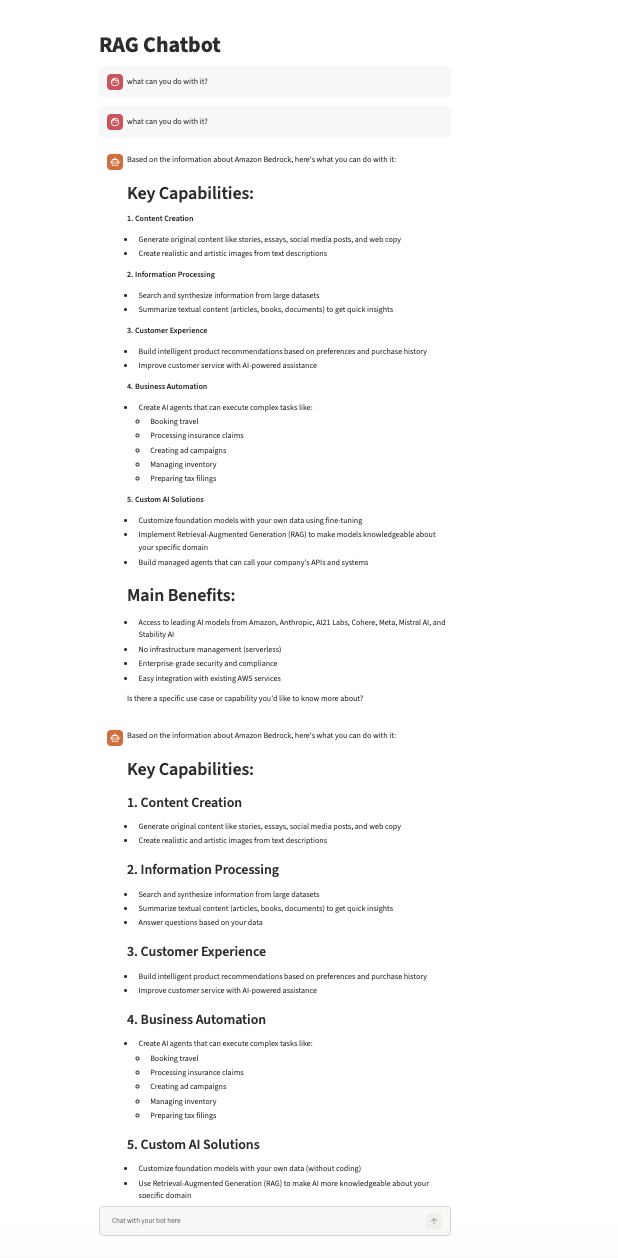 RAG Chatbot
what can you do with it?
what can you do with it?
Based on the information about Amazon Bedrock, here's what you can do with it:
Key Capabilities:
1. Content Creation
Generate original content like stories, essays, social media posts, and web copy
Create realistic and artistic images from text descriptions
2. Information Processing
Search and synthesize information from large datasets
Summarize textual content (articles, books, documents) to get quick insights
3. Customer Experience
Build intelligent product recommendations based on preferences and purchase history
Improve customer service with AI-powered assistance
4. Business Automation
Create AI agents that can execute complex tasks like:
Booking travel
Processing insurance claims
Creating ad campaigns
Managing inventory
Preparing tax filings
5. Custom AI Solutions
Customize foundation models with your own data using fine-tuning
Implement Retrieval-Augmented Generation (RAG) to make models knowledgeable about
your specific domain
Build managed agents that can call your company's APIs and systems
Main Benefits:
Access to leading AI models from Amazon, Anthropic, AI21 Labs, Cohere, Meta, Mistral AI, and
Stability AI
No infrastructure management (serverless)
Enterprise-grade security and compliance
Easy integration with existing AWS services
Is there a specific use case or capability you'd like to know more about?
Based on the information about Amazon Bedrock, here's what you can do with it:
Key Capabilities:
1. Content Creation
Generate original content like stories, essays, social media posts, and web copy
Create realistic and artistic images from text descriptions
2. Information Processing
Search and synthesize information from large datasets
Summarize textual content (articles, books, documents) to get quick insights
Answer questions based on your data
3. Customer Experience
Build intelligent product recommendations based on preferences and purchase history
Improve customer service with AI-powered assistance
4. Business Automation
Create AI agents that can execute complex tasks like:
Booking travel
Processing insurance claims
Creating ad campaigns
Managing inventory
Preparing tax filings
5. Custom AI Solutions
Customize foundation models with your own data (without coding)
Use Retrieval-Augmented Generation (RAG) to make AI more knowledgeable about your
specific domain
Chat with your bot here